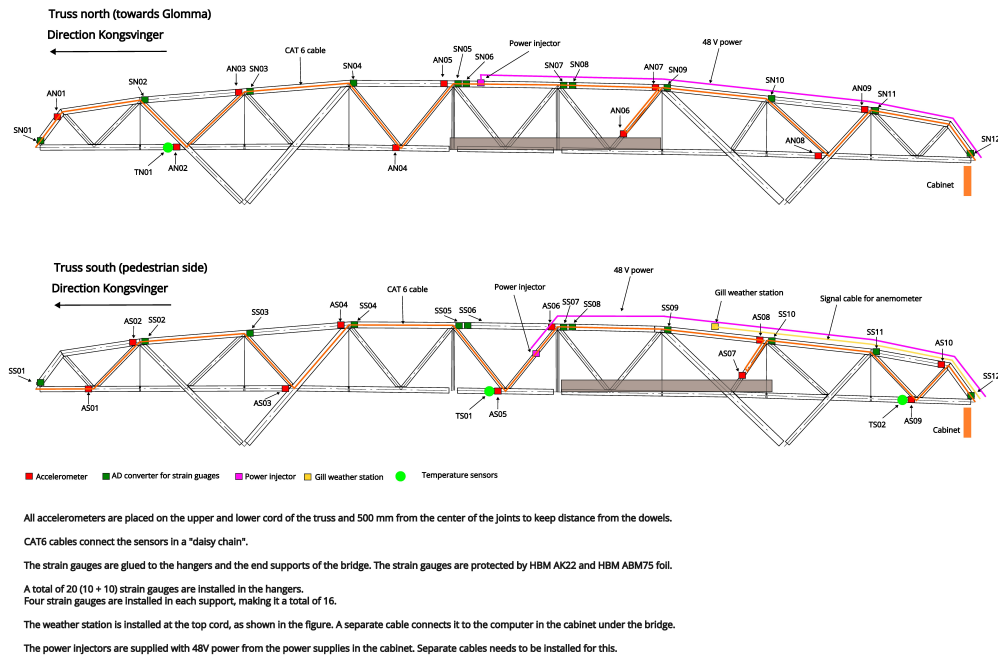 Truss north (towards Glomma)
Direction Kongsvinger
CAT 6 cable
SN05
SN06
Power injector
48 V power
AN01
SN02
AN03
SN03
SN04
AN05
SN07
SN08
AN07
SN09
SN10
AN09
SN11
SN01
AN06
SN12
TN01
AN02
AN04
AN08
Cabinet
Truss south (pedestrian side)
Direction Kongsvinger
CAT 6 cable
Power injector
48 V power
Gill weather station
Signal cable for anemometer
AS02
SS02
SS03
AS04
SS04
SS05
SS06
AS06
SS07
SS08
SS09
AS08
SS10
SS11
AS10
SS01
AS07
SS12
AS01
AS03
TS01
AS05
TS02
AS09
Cabinet
Accelerometer
AD converter for strain guages
Power injector
Gill weather station
Temperature sensors
All accelerometers are placed on the upper and lower cord of the truss and 500 mm from the center of the joints to keep distance from the dowels.
CAT6 cables connect the sensors in a "daisy chain".
The strain gauges are glued to the hangers and the end supports of the bridge. The strain gauges are protected by HBM AK22 and HBM ABM75 foil.
A total of 20 (10 + 10) strain gauges are installed in the hangers.
Four strain gauges are installed in each support, making it a total of 16.
The weather station is installed at the top cord, as shown in the figure. A separate cable connects it to the computer in the cabinet under the bridge.
The power injectors are supplied with 48V power from the power supplies in the cabinet. Separate cables needs to be installed for this.